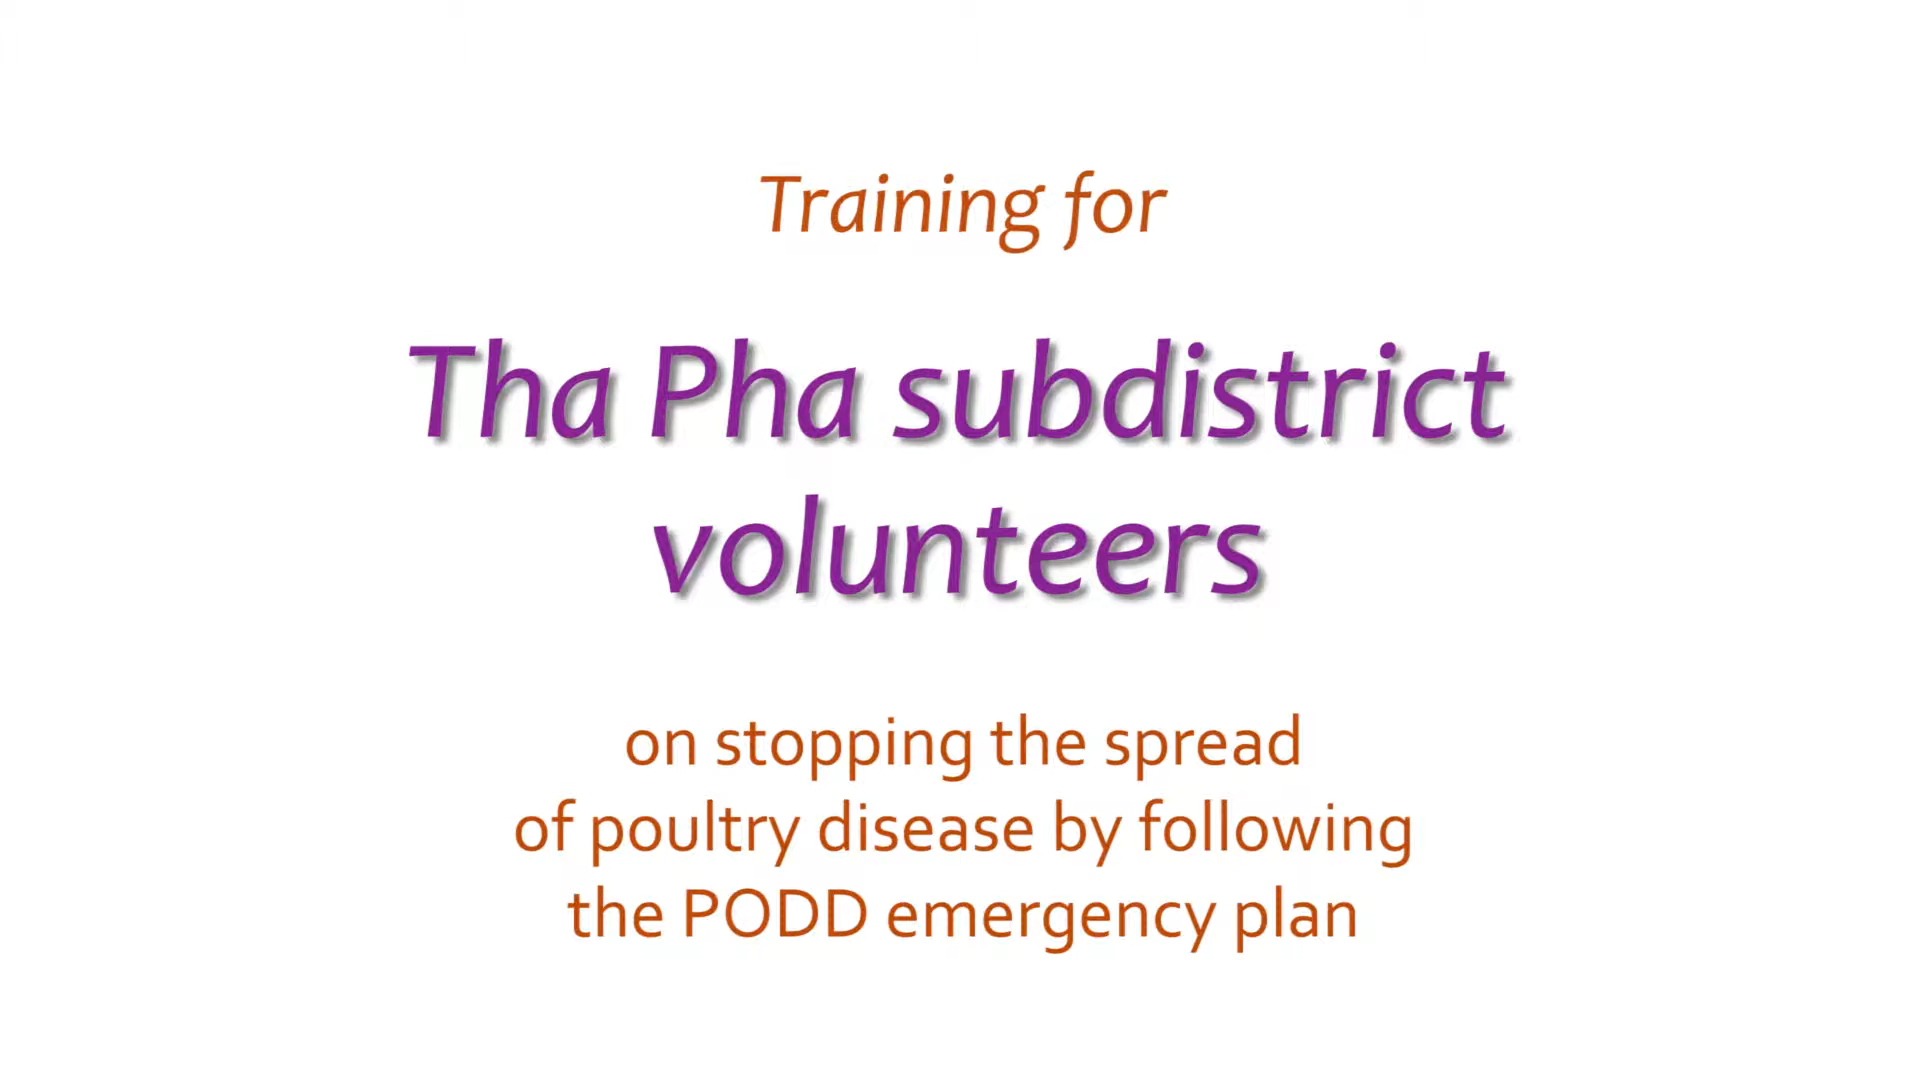 Training for
Tha Pha subdistrict
volunteers
on stopping the spread
of poultry disease by following
the PODD emergency plan